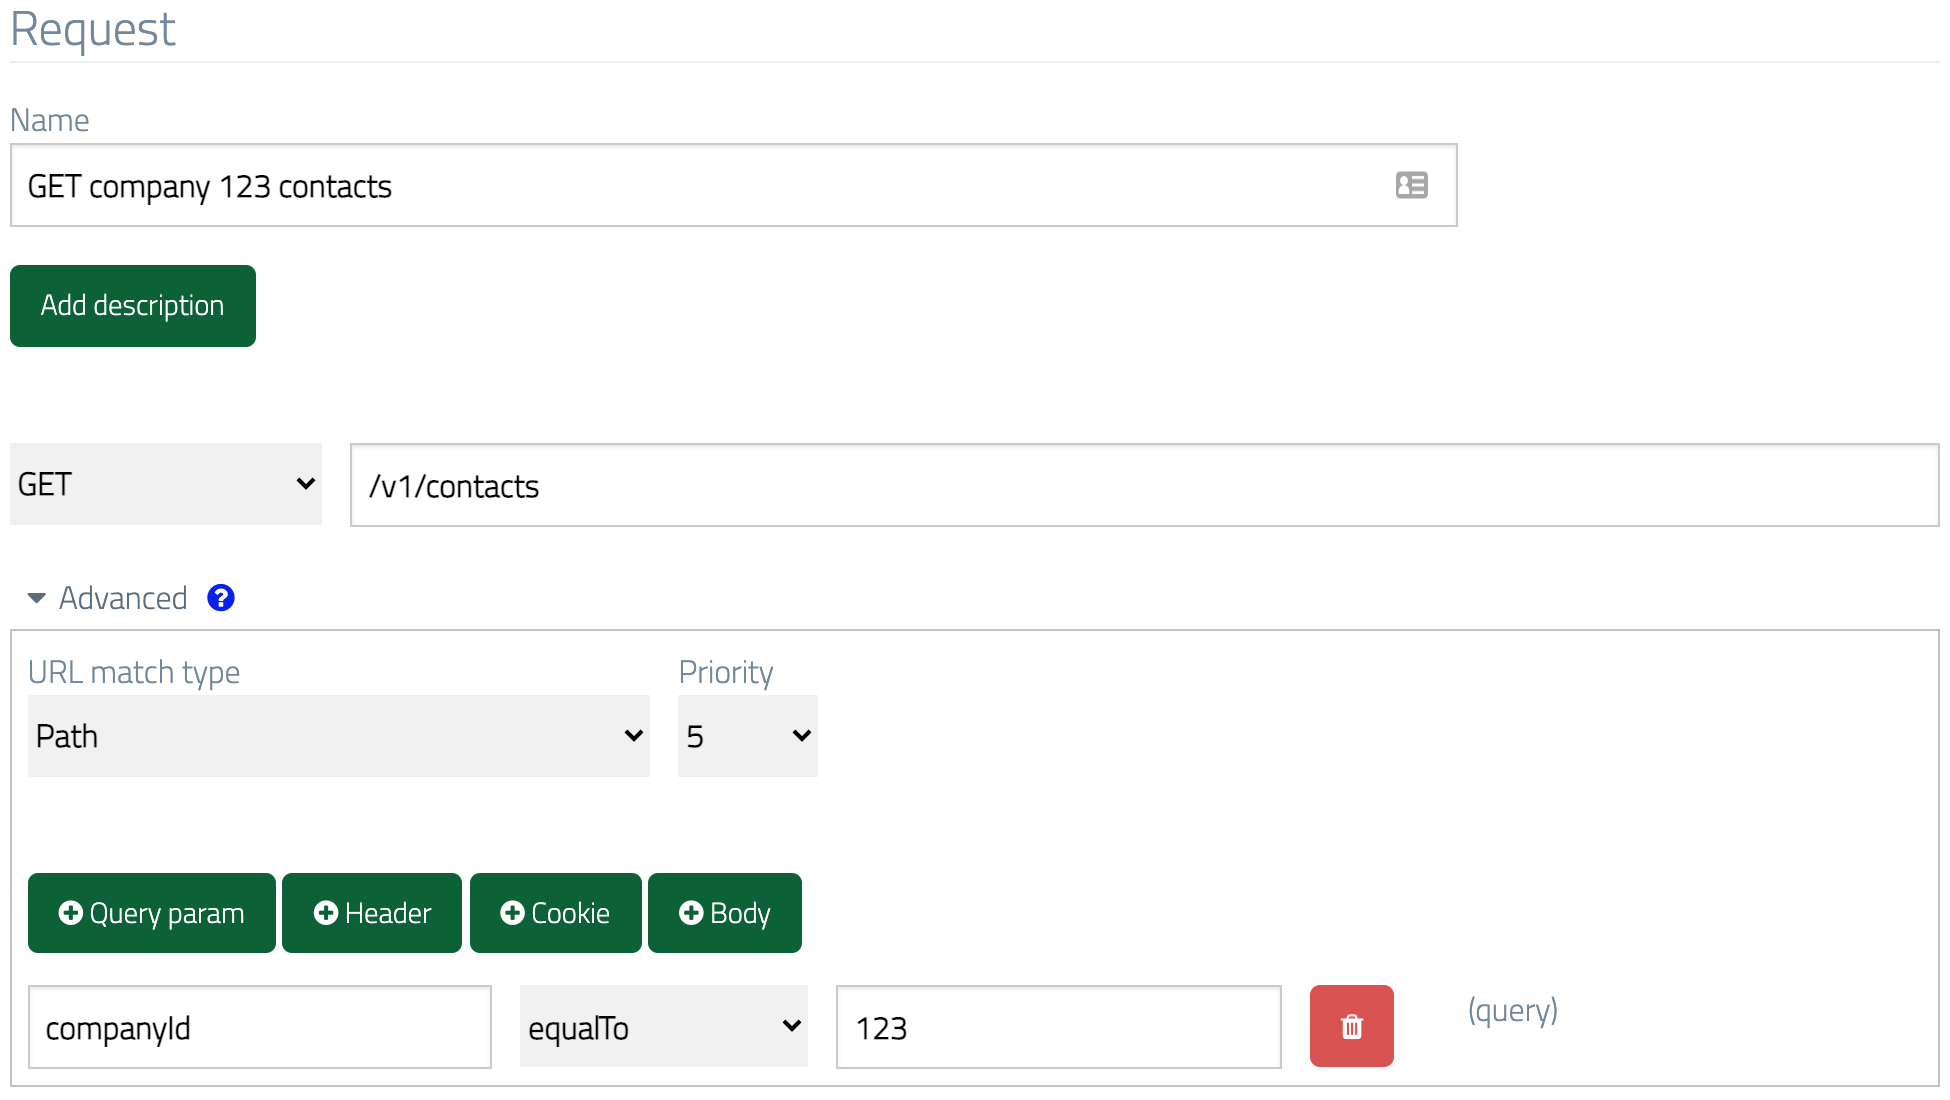 Request
Name
GET company 123 contacts
Add description
GET /v1/contacts
Advanced ?
URL match type Priority
Path 5
Query param Header Cookie Body
companyId equalTo 123 (query)